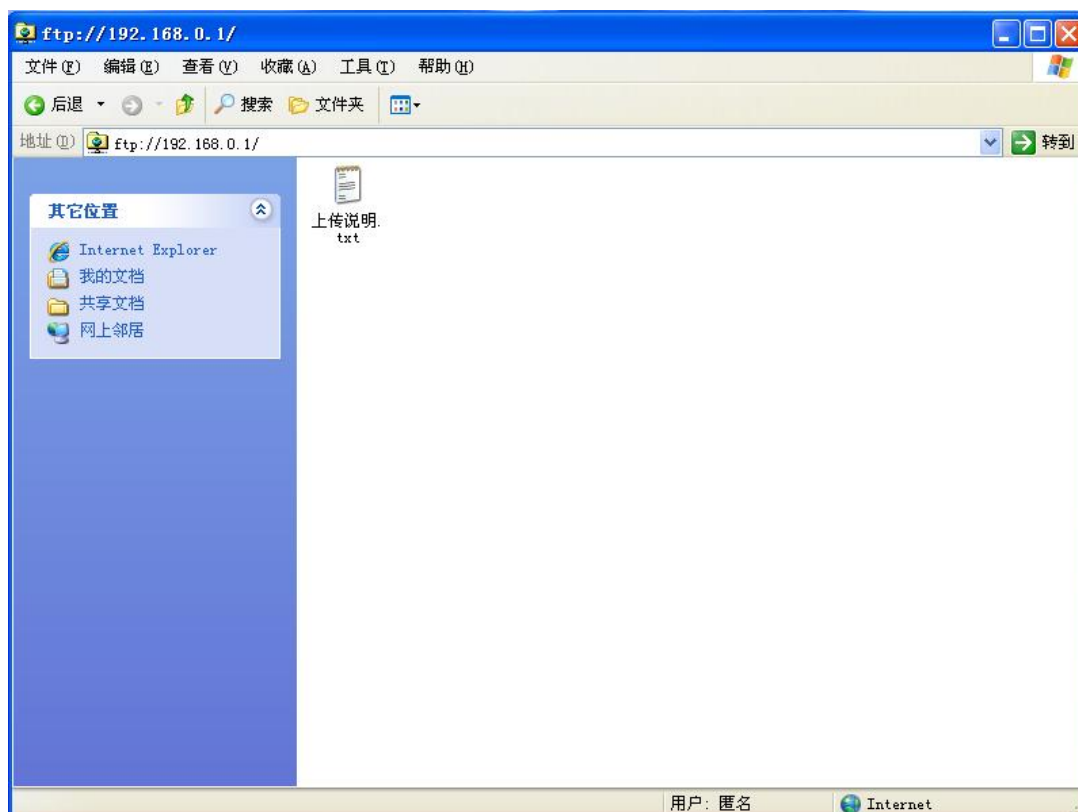 ftp://192.168.0.1/
文件(F) 编辑(E) 查看(V) 收藏(A) 工具(T) 帮助(H)
后退 搜索 文件夹
地址(D) ftp://192.168.0.1/ 转到
其它位置
Internet Explorer
我的文档
共享文档
网上邻居
上传说明.
txt
用户: 匿名 Internet